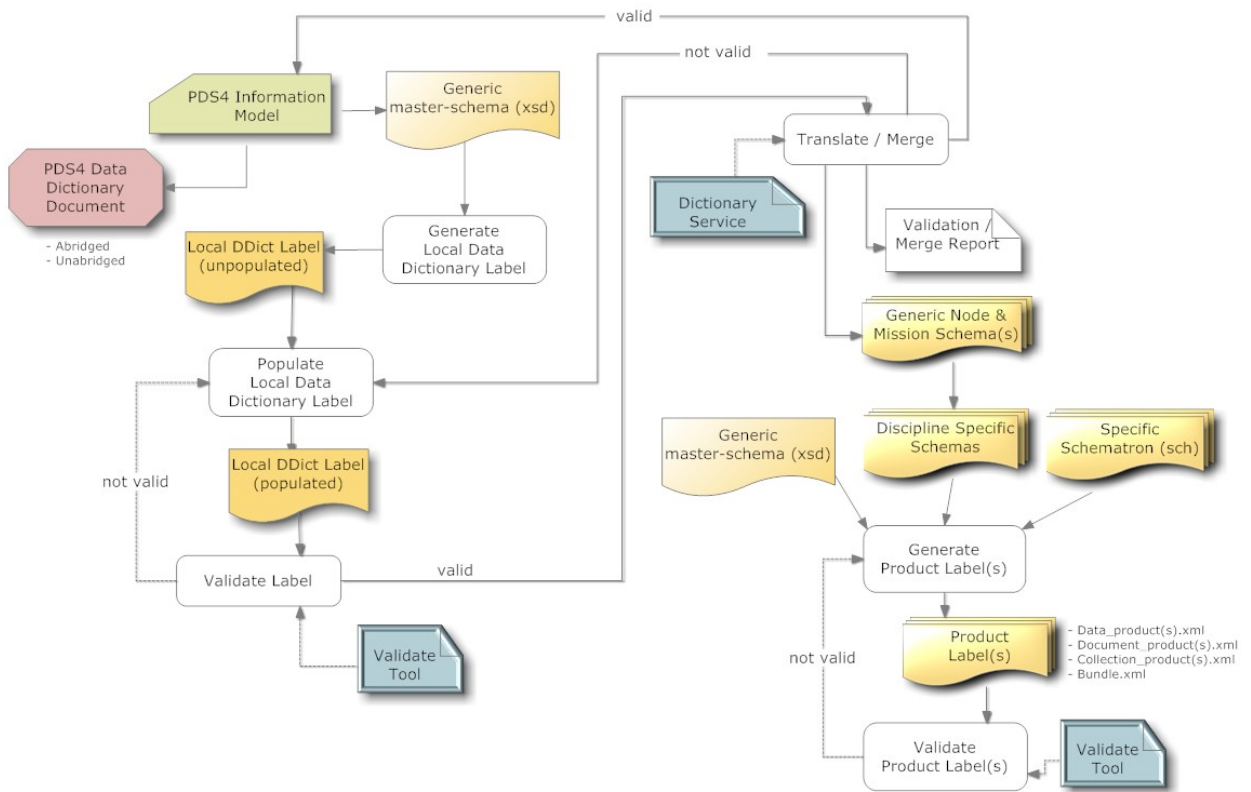 valid
not valid
PDS4 Information
Model
Generic
master-schema (xsd)
Translate / Merge
PDS4 Data
Dictionary
Document
- Abridged
- Unabridged
Dictionary
Service
Validation /
Merge Report
Generate
Local Data
Dictionary Label
Local DDict Label
(unpopulated)
Generic Node &
Mission Schema(s)
Populate
Local Data
Dictionary Label
Generic
master-schema (xsd)
Discipline Specific
Schemas
Specific
Schematron (sch)
not valid
Local DDict Label
(populated)
Validate Label
valid
Generate
Product Label(s)
Validate
Tool
not valid
Product
Label(s)
- Data_product(s).xml
- Document_product(s).xml
- Collection_product(s).xml
- Bundle.xml
Validate
Product Label(s)
Validate
Tool